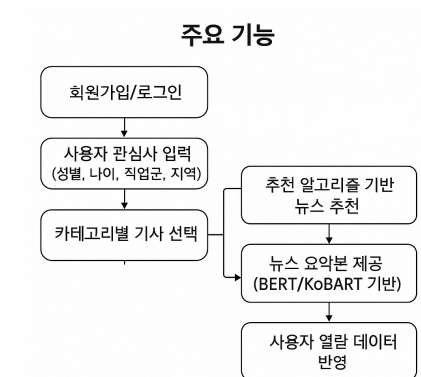 주요 기능
회원가입/로그인
사용자 관심사 입력
(성별, 나이, 직업군, 지역)
카테고리별 기사 선택
추천 알고리즘 기반
뉴스 추천
뉴스 요약본 제공
(BERT/KoBART 기반)
사용자 열람 데이터
반영